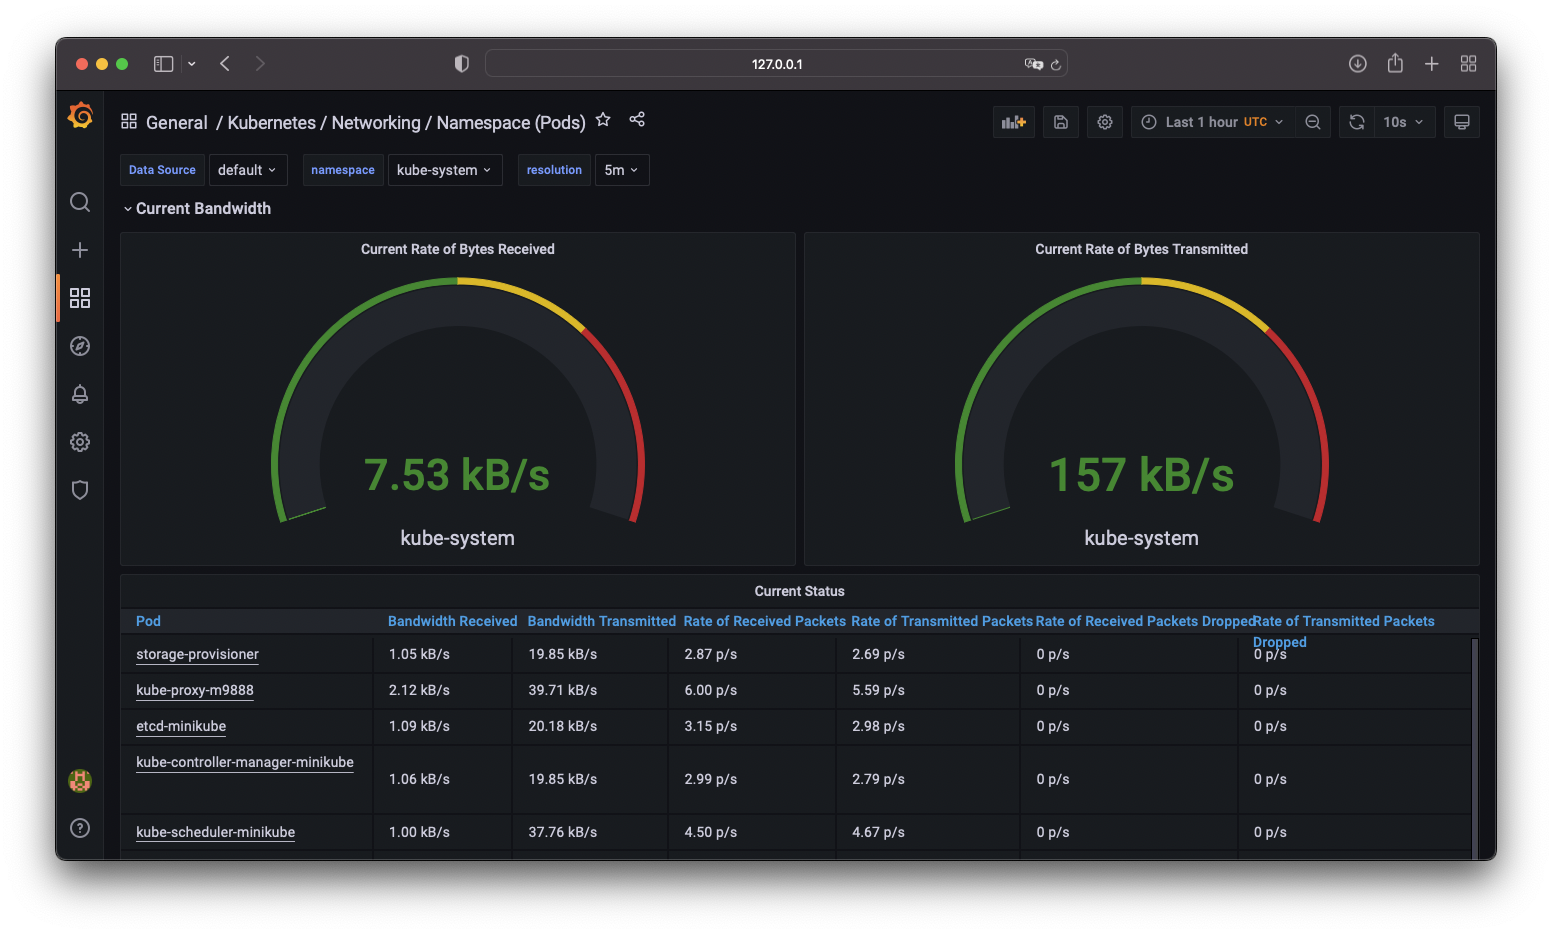 127.0.0.1
General / Kubernetes / Networking / Namespace (Pods)
Last 1 hour UTC
10s
Data Source default namespace kube-system resolution 5m
Current Bandwidth
Current Rate of Bytes Received
7.53 kB/s
kube-system
Current Rate of Bytes Transmitted
157 kB/s
kube-system
Current Status
Pod Bandwidth Received Bandwidth Transmitted Rate of Received Packets Rate of Transmitted Packets Rate of Received Packets Dropped Rate of Transmitted Packets
Dropped
storage-provisioner 1.05 kB/s 19.85 kB/s 2.87 p/s 2.69 p/s 0 p/s 0 p/s
kube-proxy-m9888 2.12 kB/s 39.71 kB/s 6.00 p/s 5.59 p/s 0 p/s 0 p/s
etcd-minikube 1.09 kB/s 20.18 kB/s 3.15 p/s 2.98 p/s 0 p/s 0 p/s
kube-controller-manager-minikube 1.06 kB/s 19.85 kB/s 2.99 p/s 2.79 p/s 0 p/s 0 p/s
kube-scheduler-minikube 1.00 kB/s 37.76 kB/s 4.50 p/s 4.67 p/s 0 p/s 0 p/s